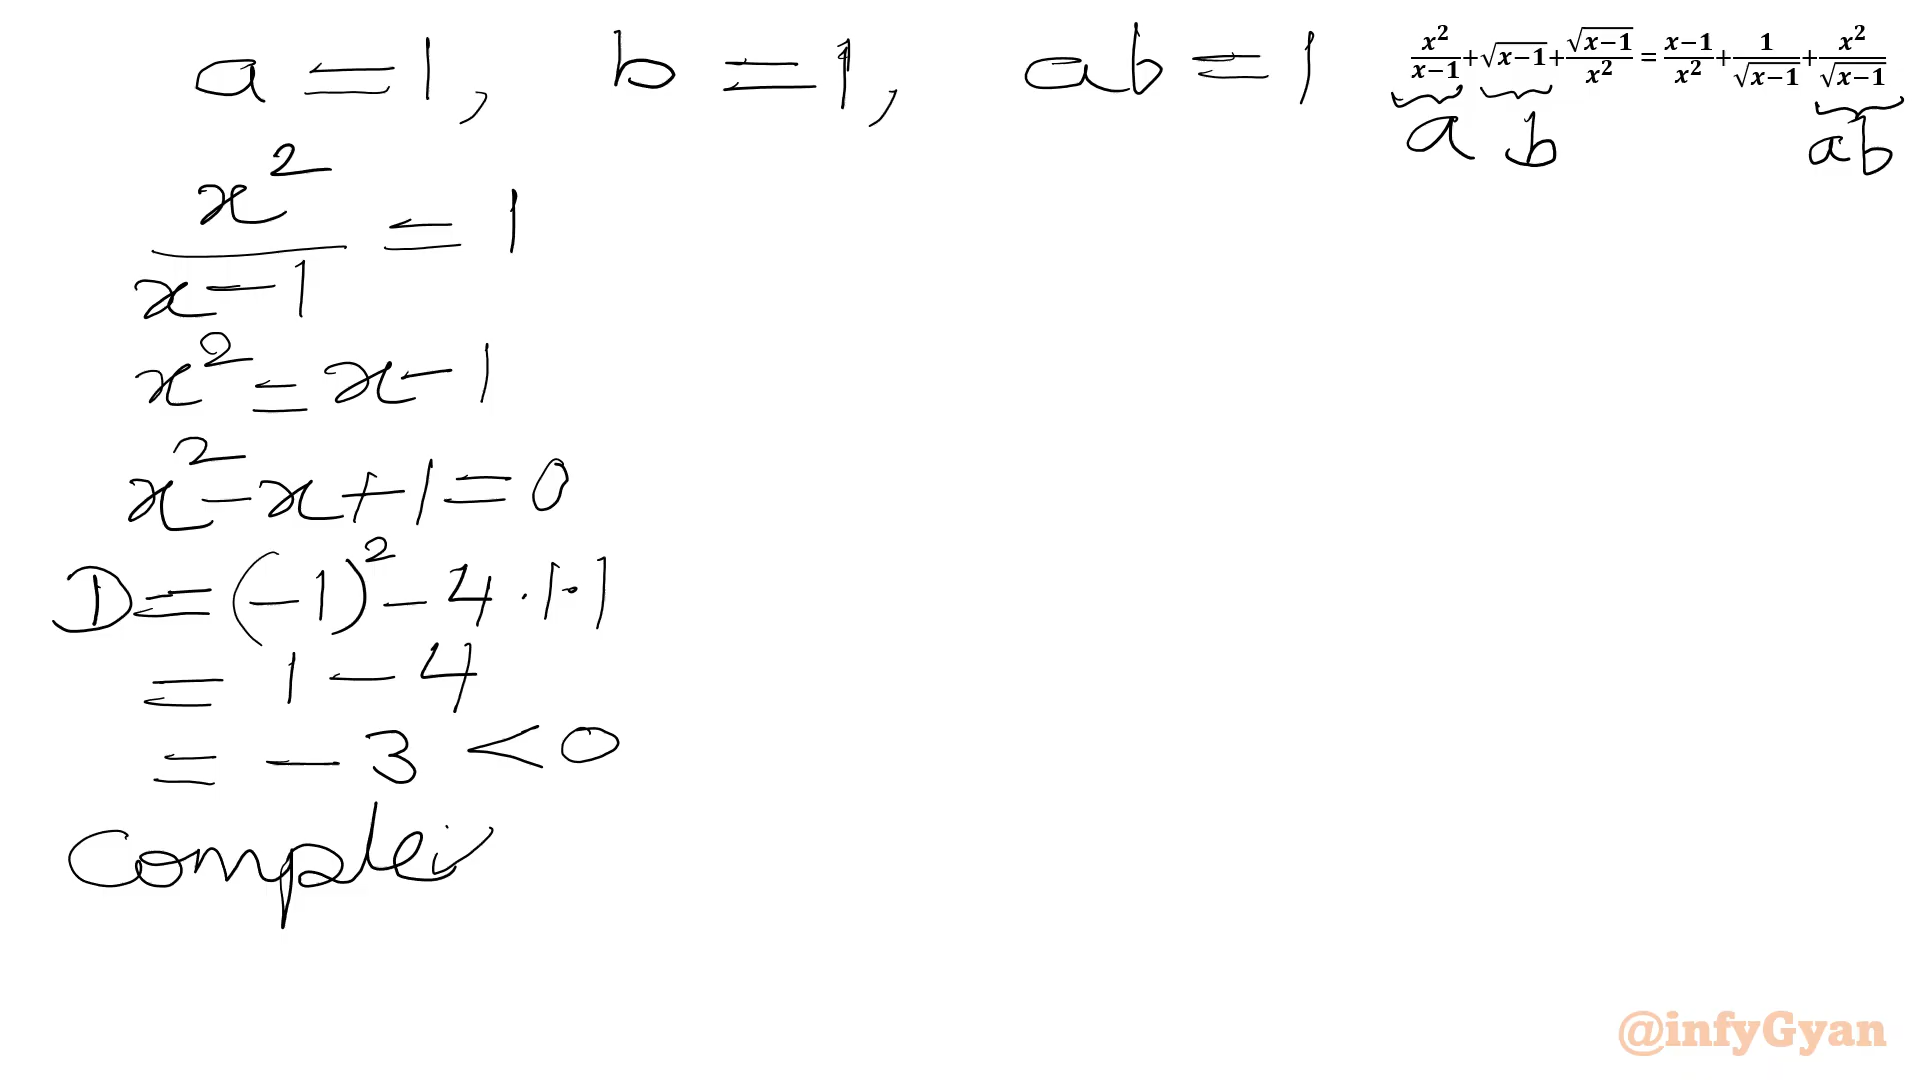 a = 1, b = 1, ab = 1
x²/(x-1) + √(x-1) + √(x-1)/x² = (x-1)/x² + 1/√(x-1) + x²/√(x-1)
a b ab
x²/(x-1) = 1
x² = x - 1
x² - x + 1 = 0
D = (-1)² - 4 · 1 · 1
= 1 - 4
= - 3 < 0
@infyGyan